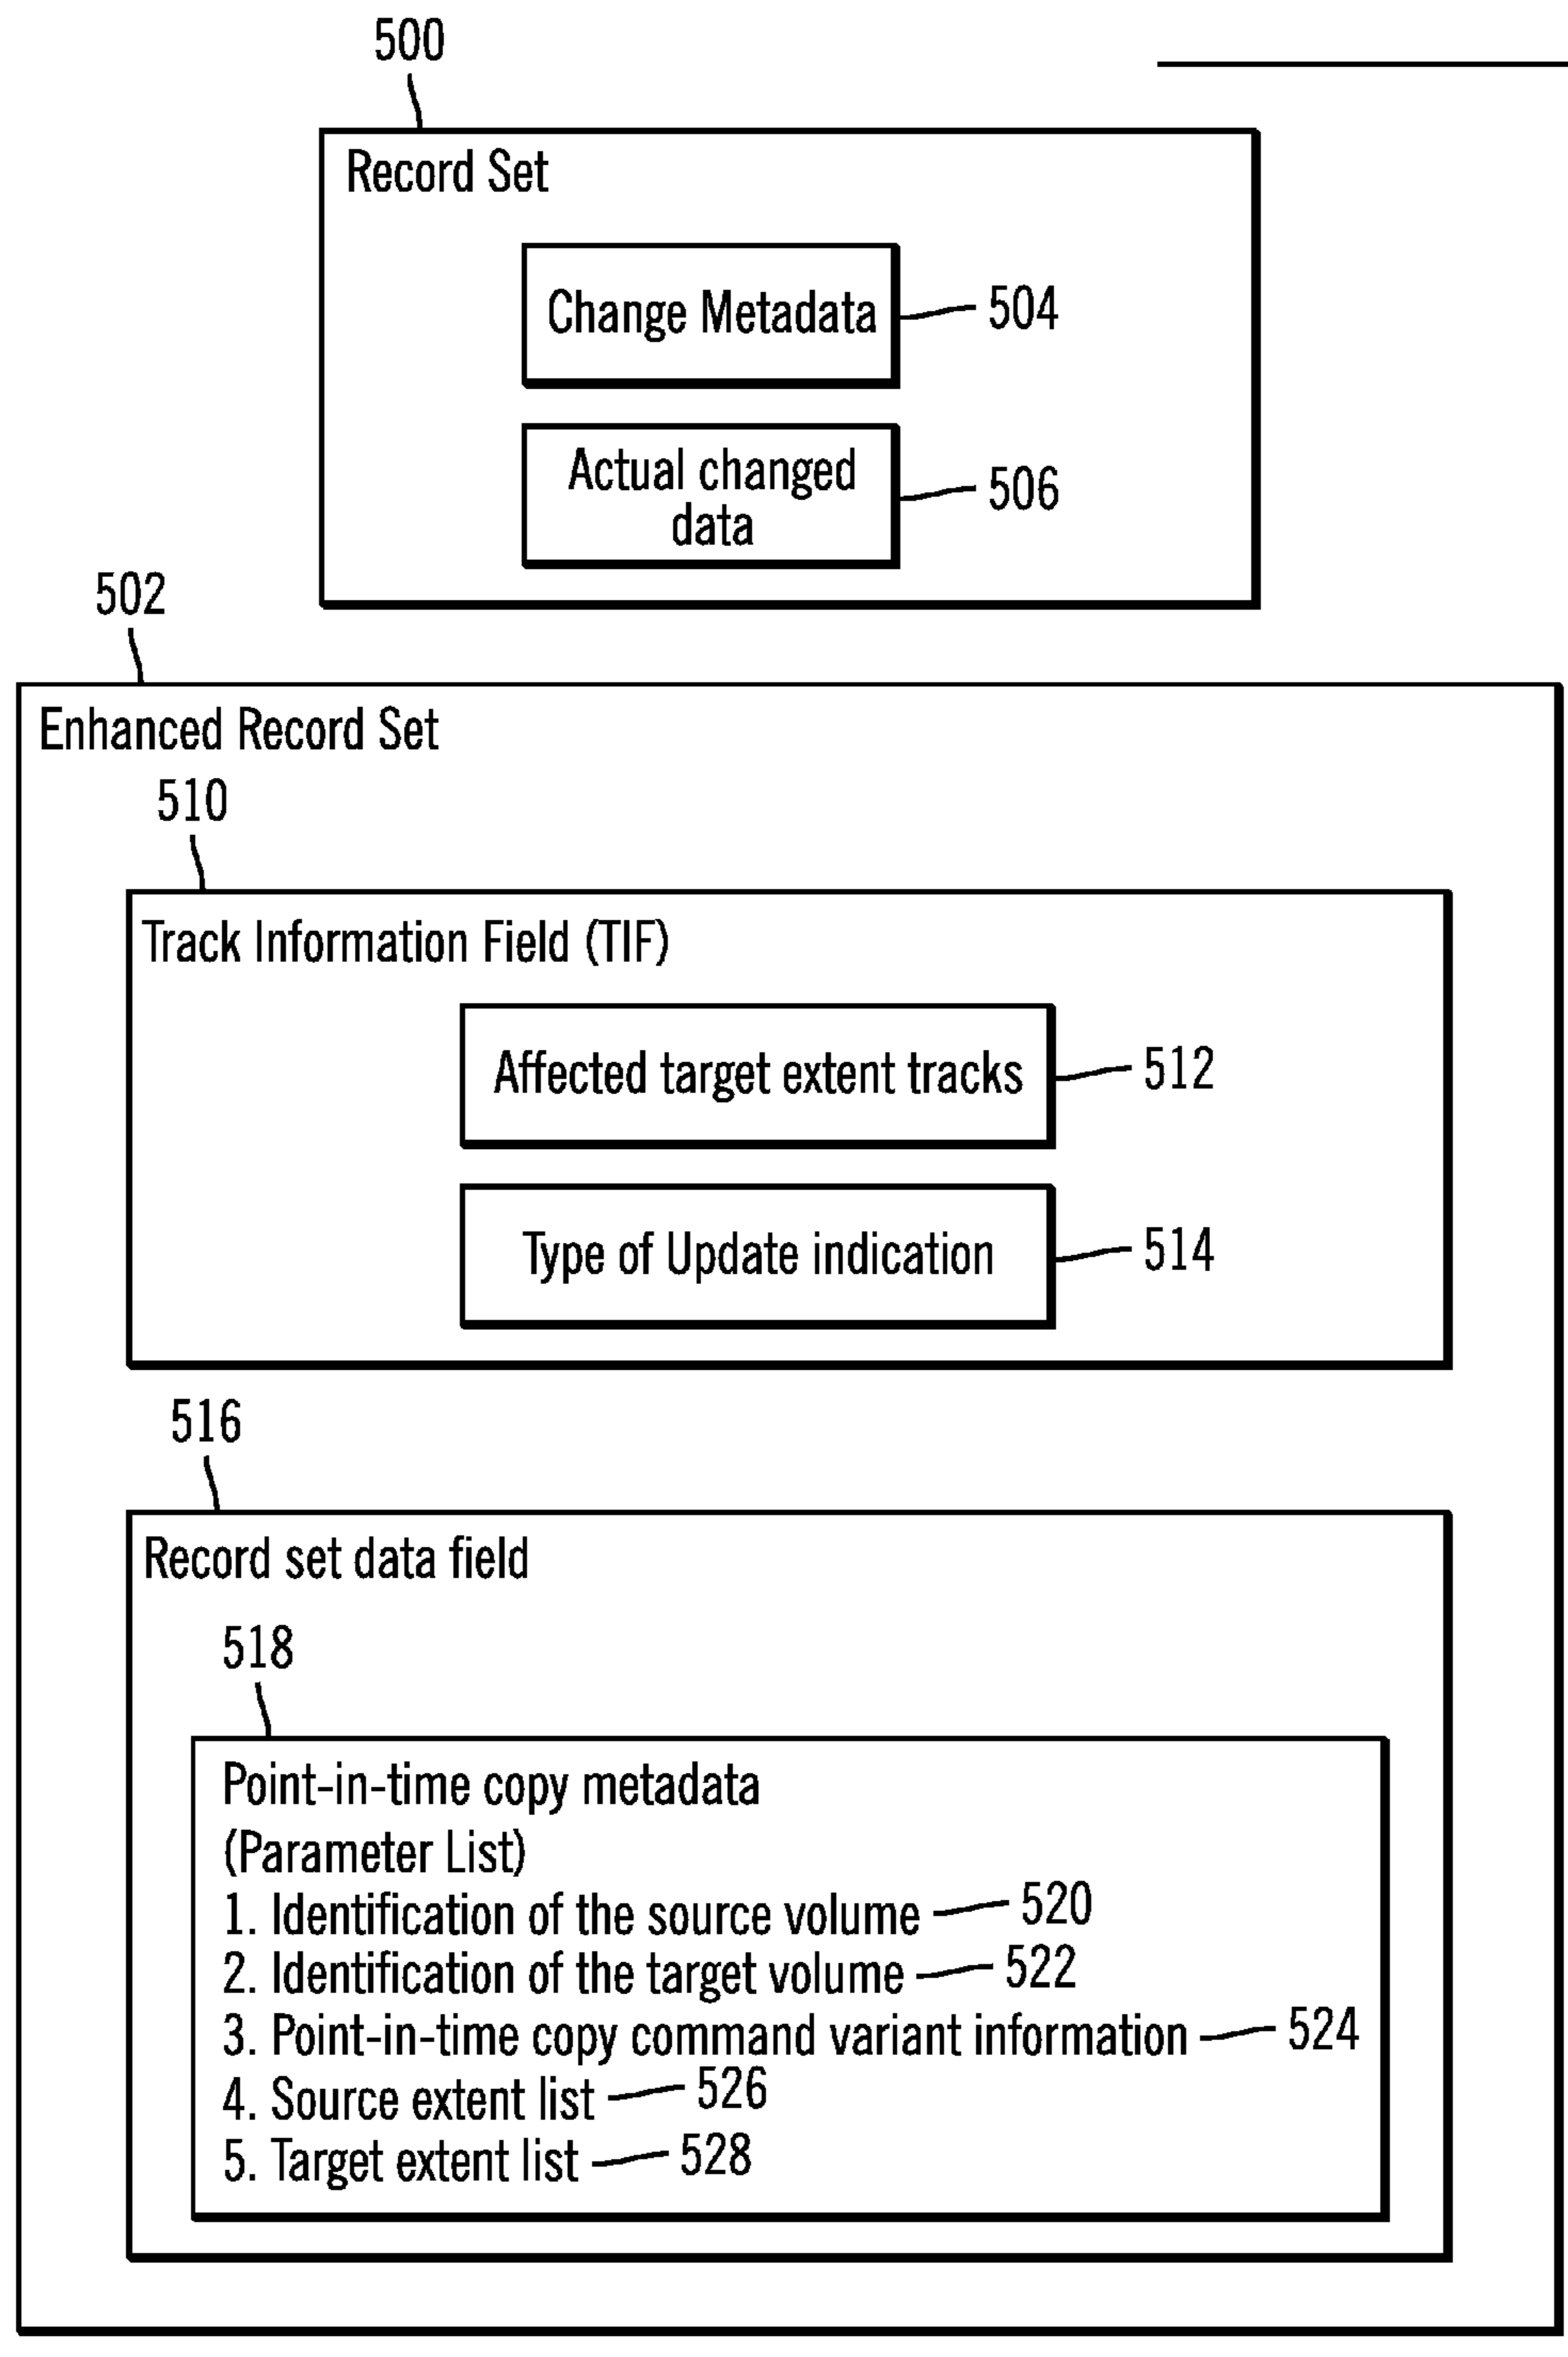 500
Record Set
Change Metadata
504
Actual changed
data
506
502
Enhanced Record Set
510
Track Information Field (TIF)
Affected target extent tracks
512
Type of Update indication
514
516
Record set data field
518
Point-in-time copy metadata
(Parameter List)
1. Identification of the source volume 520
2. Identification of the target volume 522
3. Point-in-time copy command variant information 524
4. Source extent list 526
5. Target extent list 528